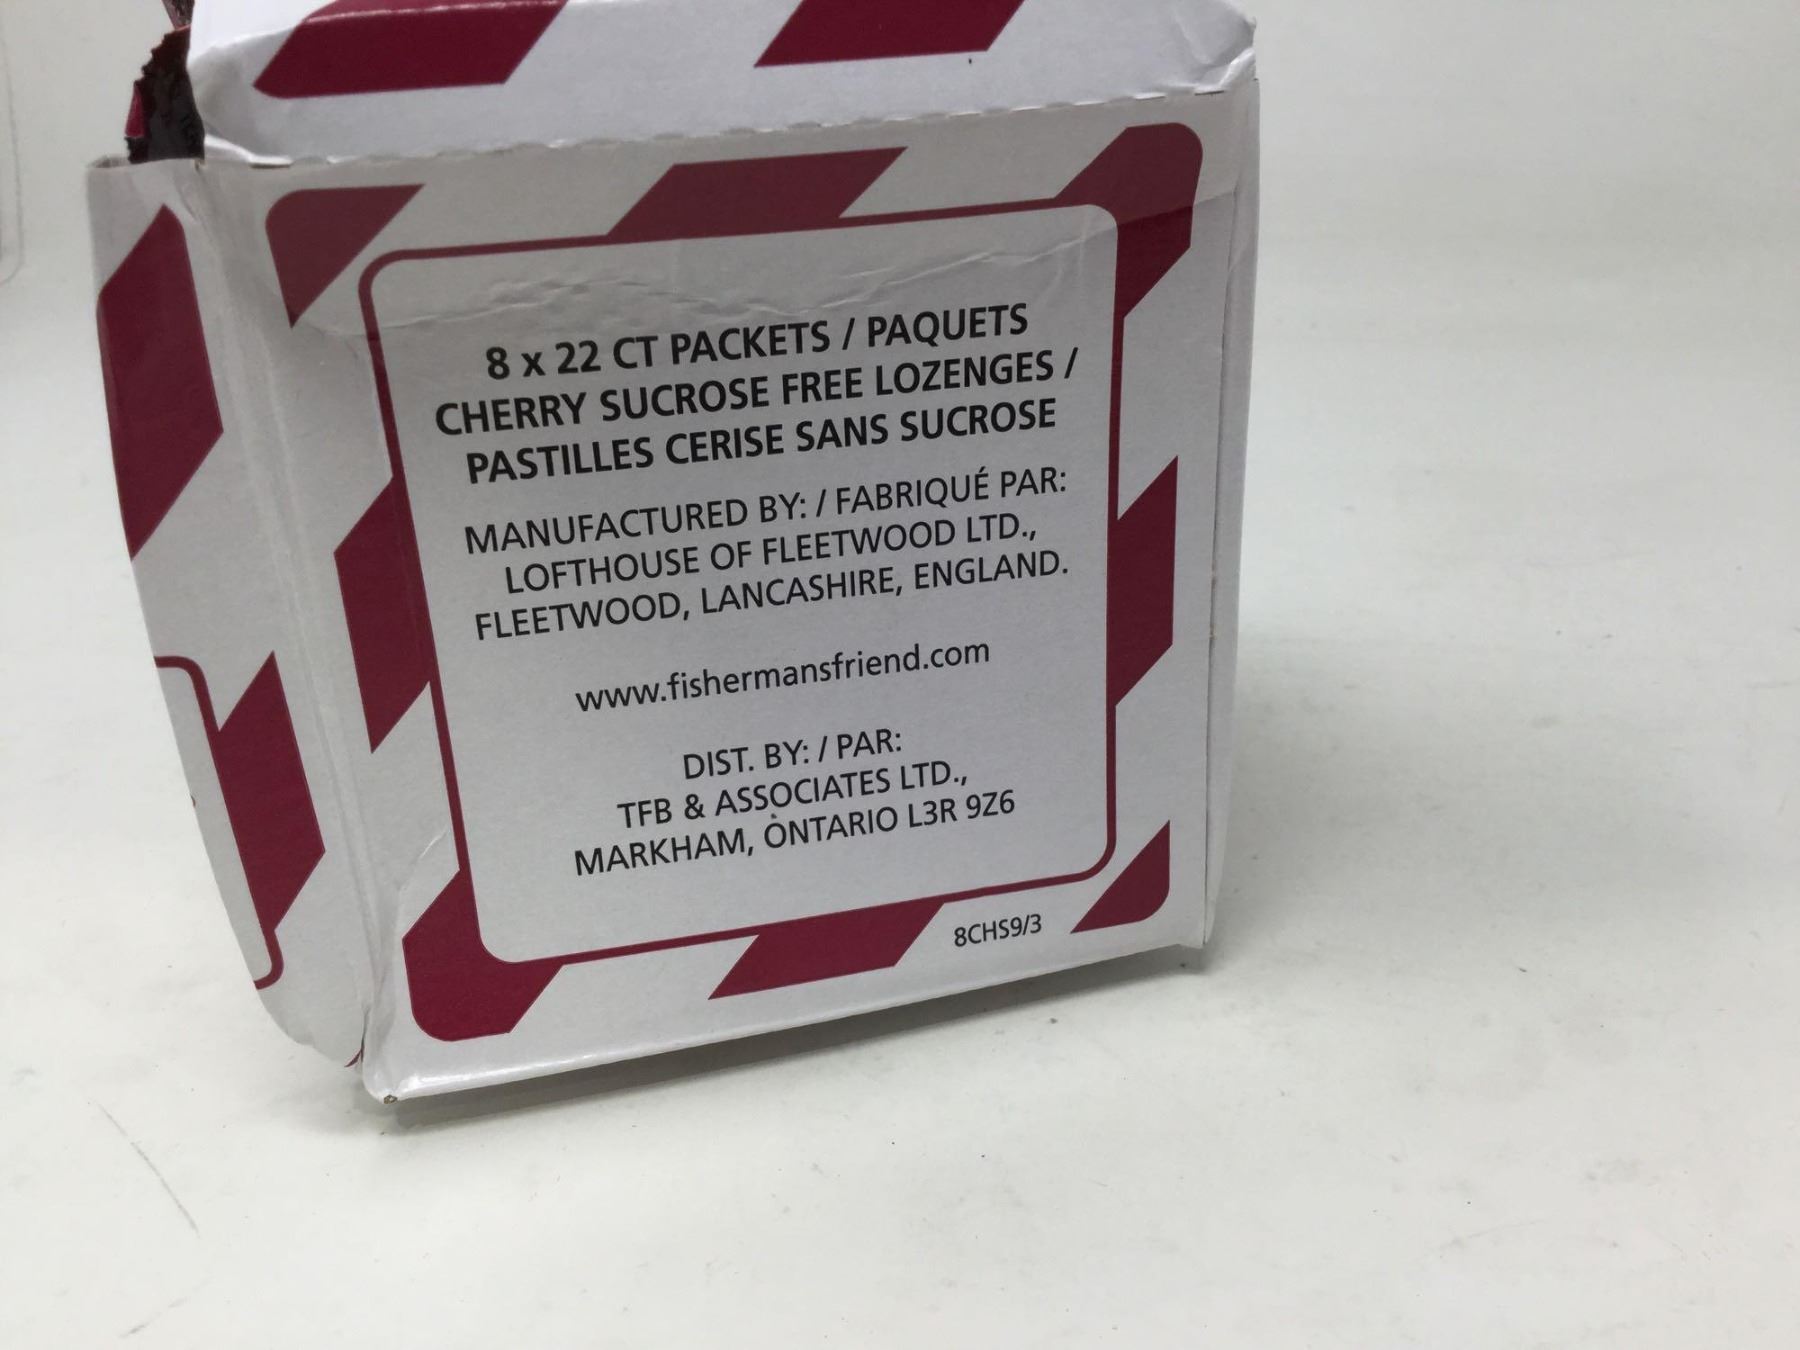 8 x 22 CT PACKETS / PAQUETS
CHERRY SUCROSE FREE LOZENGES /
PASTILLES CERISE SANS SUCROSE
MANUFACTURED BY: / FABRIQUÉ PAR:
LOFTHOUSE OF FLEETWOOD LTD.,
FLEETWOOD, LANCASHIRE, ENGLAND.
www.fishermansfriend.com
DIST. BY: / PAR:
TFB & ASSOCIATES LTD.,
MARKHAM, ONTARIO L3R 9Z6
8CHS9/3